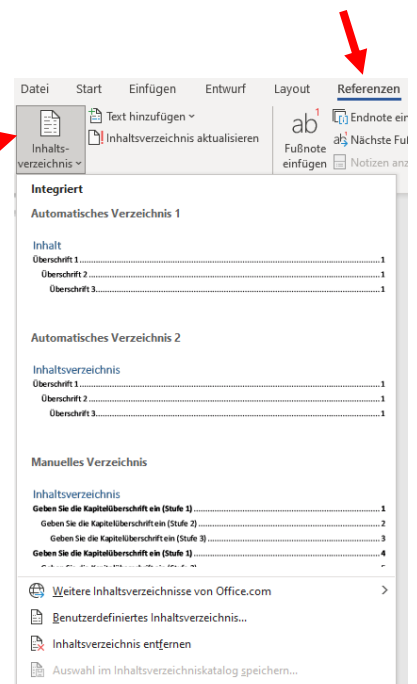 Datei Start Einfügen Entwurf Layout Referenzen
Text hinzufügen
Inhaltsverzeichnis aktualisieren
Inhalts-
verzeichnis
ab1
Fußnote
einfügen
Endnote ein
Nächste Fuß
Notizen anz
Integriert
Automatisches Verzeichnis 1
Inhalt
Überschrift 1...1
Überschrift 2...1
Überschrift 3...1
Automatisches Verzeichnis 2
Inhaltsverzeichnis
Überschrift 1...1
Überschrift 2...1
Überschrift 3...1
Manuelles Verzeichnis
Inhaltsverzeichnis
Geben Sie die Kapitelüberschrift ein (Stufe 1)...1
Geben Sie die Kapitelüberschrift ein (Stufe 2)...2
Geben Sie die Kapitelüberschrift ein (Stufe 3)...3
Geben Sie die Kapitelüberschrift ein (Stufe 1)...4
Weitere Inhaltsverzeichnisse von Office.com
Benutzerdefiniertes Inhaltsverzeichnis...
Inhaltsverzeichnis entfernen
Auswahl im Inhaltsverzeichniskatalog speichern...